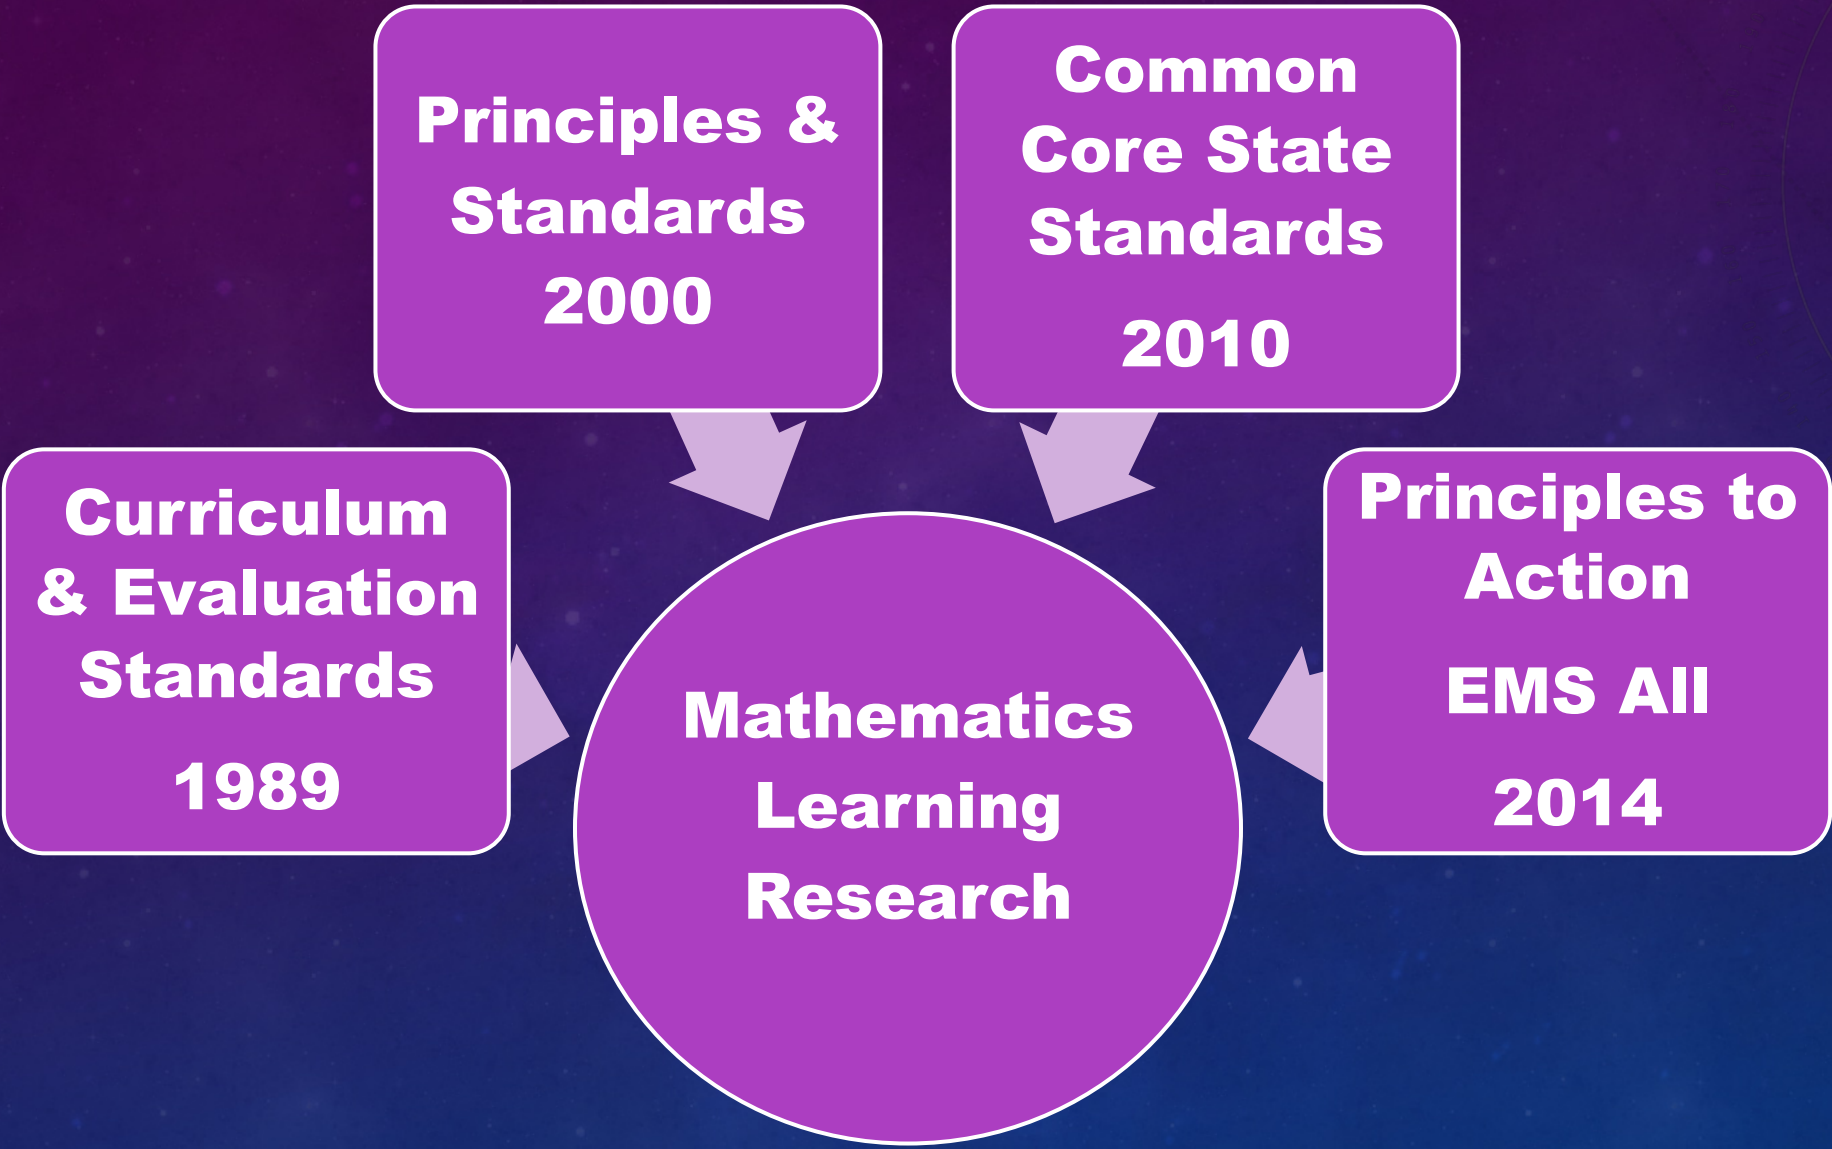 Principles &
Standards
2000
Common
Core State
Standards
2010
Curriculum
& Evaluation
Standards
1989
Principles to
Action
EMS All
2014
Mathematics
Learning
Research